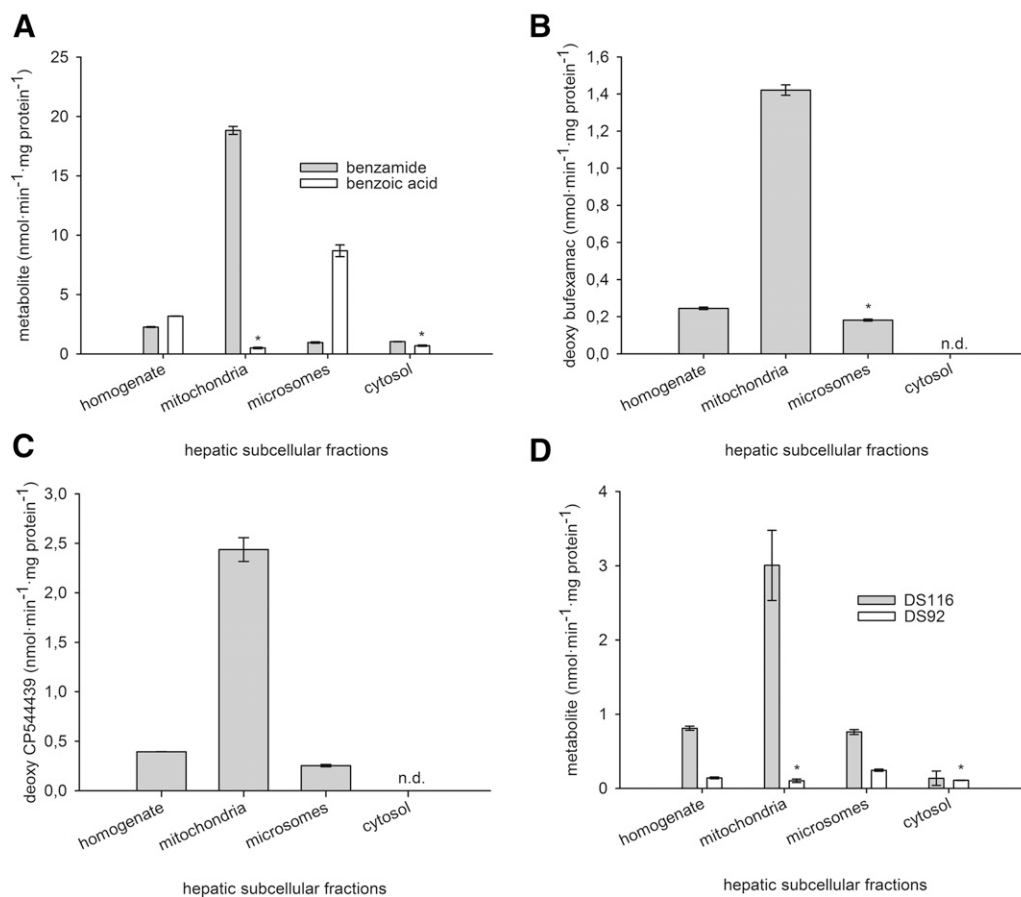 A
metabolite (nmol·min⁻¹·mg protein⁻¹)
25
20
15
10
5
0
benzamide
benzoic acid
*
*
homogenate
mitochondria
microsomes
cytosol
hepatic subcellular fractions
B
deoxy bufexamac (nmol·min⁻¹·mg protein⁻¹)
1,6
1,4
1,2
1,0
0,8
0,6
0,4
0,2
0,0
*
n.d.
homogenate
mitochondria
microsomes
cytosol
hepatic subcellular fractions
C
deoxy CP544439 (nmol·min⁻¹·mg protein⁻¹)
3,0
2,5
2,0
1,5
1,0
0,5
0,0
n.d.
homogenate
mitochondria
microsomes
cytosol
hepatic subcellular fractions
D
metabolite (nmol·min⁻¹·mg protein⁻¹)
4
3
2
1
0
DS116
DS92
*
*
homogenate
mitochondria
microsomes
cytosol
hepatic subcellular fractions